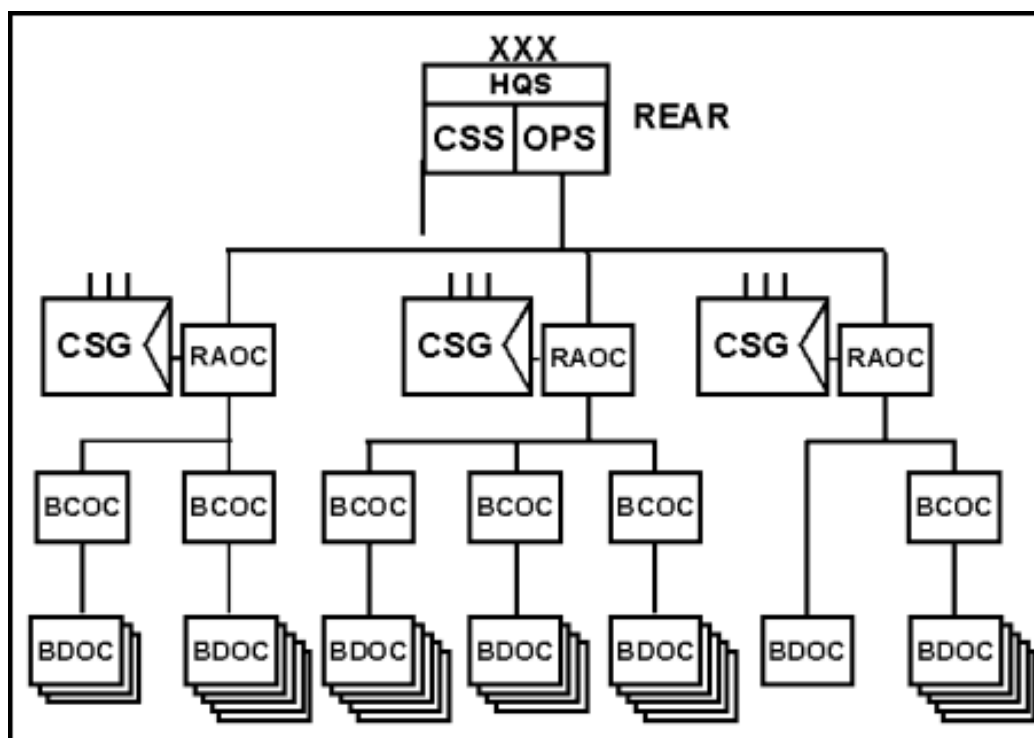 XXX
HQS
REAR
CSS OPS
CSG CSG CSG
RAOC RAOC RAOC
BCOC BCOC BCOC BCOC BCOC BCOC
BDOC BDOC BDOC BDOC BDOC BDOC BDOC